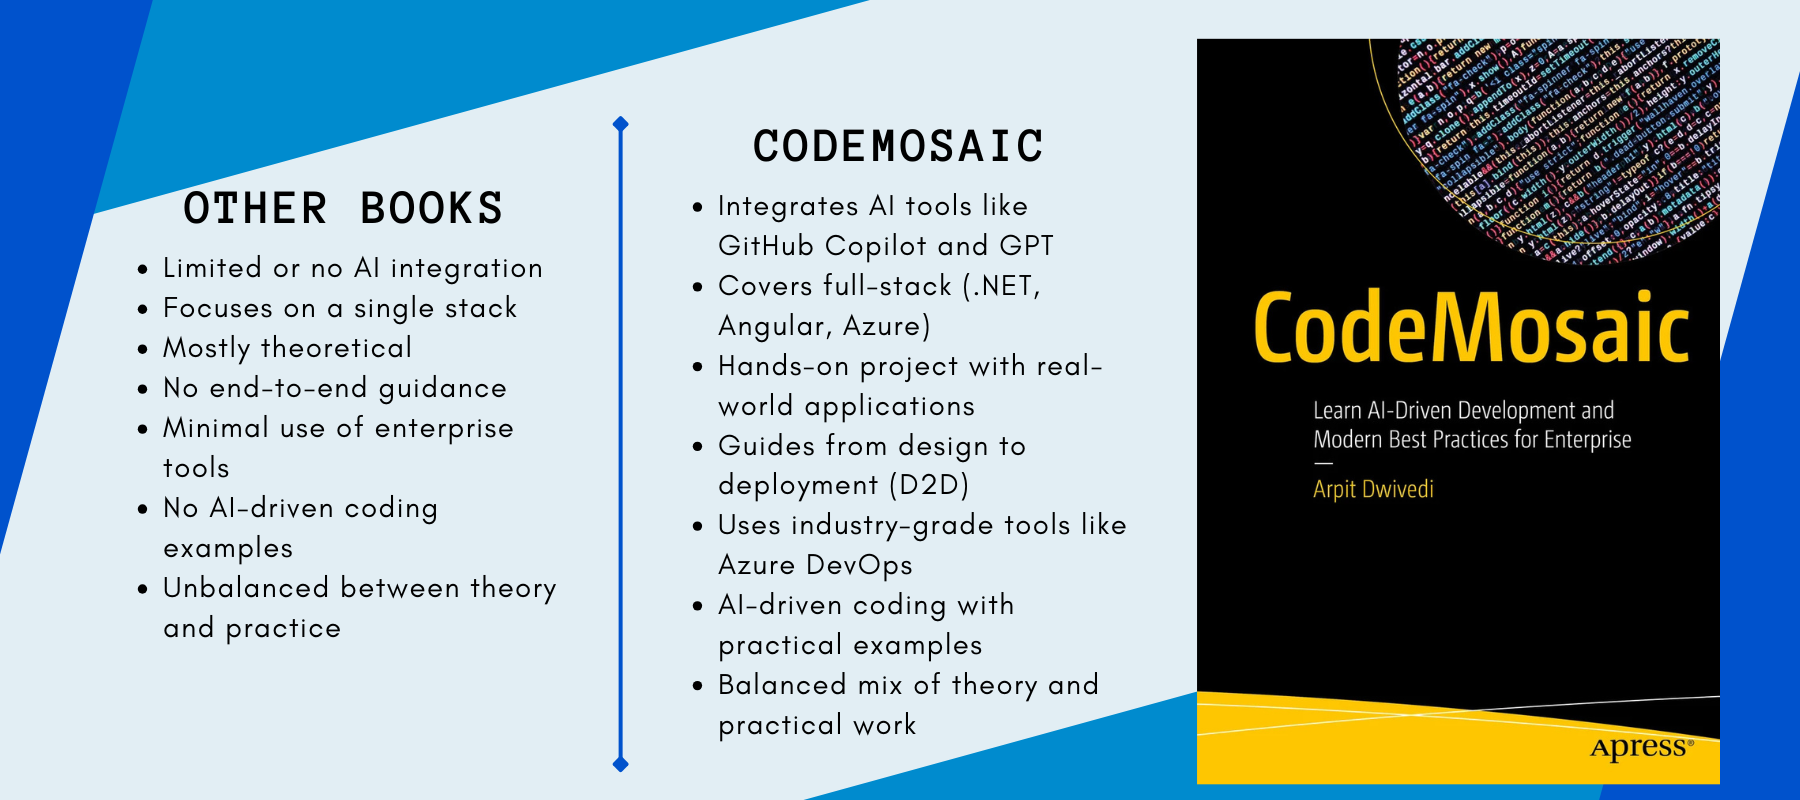 OTHER BOOKS
• Limited or no AI integration
• Focuses on a single stack
• Mostly theoretical
• No end-to-end guidance
• Minimal use of enterprise
tools
• No AI-driven coding
examples
• Unbalanced between theory
and practice
CODEMOSAIC
• Integrates AI tools like
GitHub Copilot and GPT
• Covers full-stack (.NET,
Angular, Azure)
• Hands-on project with real-
world applications
• Guides from design to
deployment (D2D)
• Uses industry-grade tools like
Azure DevOps
• AI-driven coding with
practical examples
• Balanced mix of theory and
practical work
CodeMosaic
Learn AI-Driven Development and
Modern Best Practices for Enterprise
—
Arpit Dwivedi
Apress®